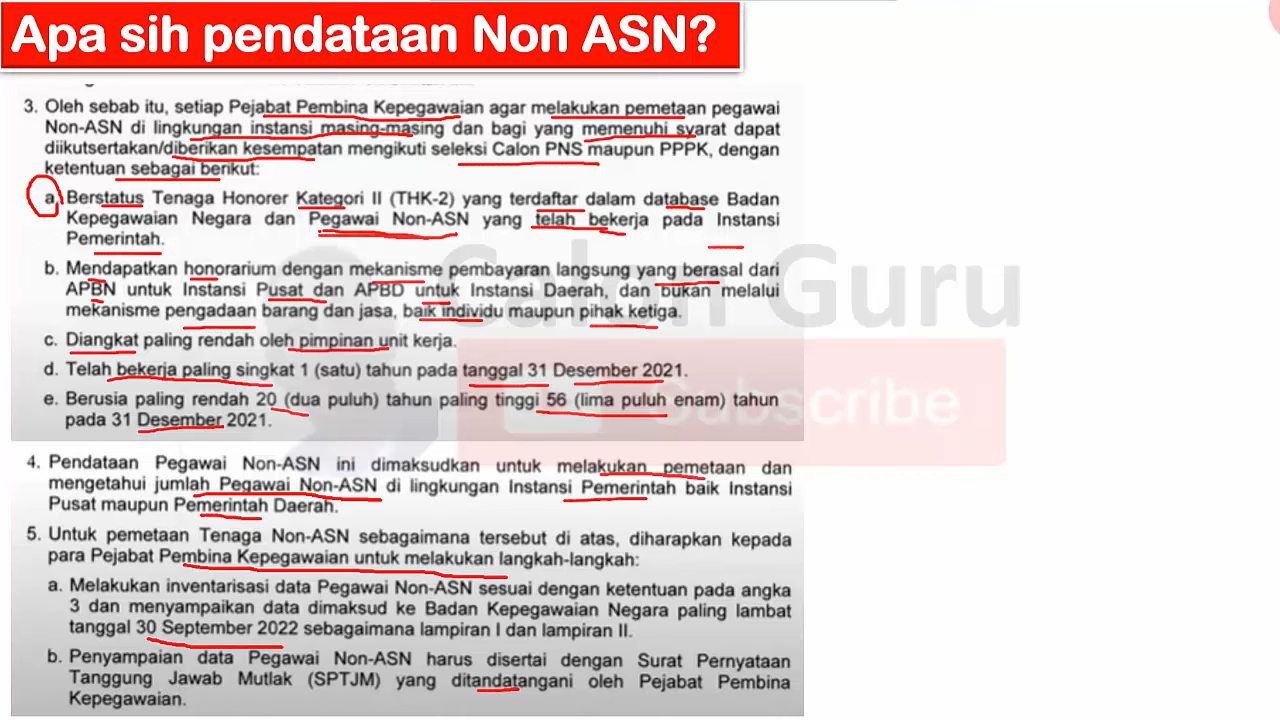 Apa sih pendataan Non ASN?
3. Oleh sebab itu, setiap Pejabat Pembina Kepegawaian agar melakukan pemetaan pegawai
Non-ASN di lingkungan instansi masing-masing dan bagi yang memenuhi syarat dapat
diikutsertakan/diberikan kesempatan mengikuti seleksi Calon PNS maupun PPPK, dengan
ketentuan sebagai berikut:
a. Berstatus Tenaga Honorer Kategori II (THK-2) yang terdaftar dalam database Badan
Kepegawaian Negara dan Pegawai Non-ASN yang telah bekerja pada Instansi
Pemerintah.
b. Mendapatkan honorarium dengan mekanisme pembayaran langsung yang berasal dari
APBN untuk Instansi Pusat dan APBD untuk Instansi Daerah, dan bukan melalui
mekanisme pengadaan barang dan jasa, baik individu maupun pihak ketiga.
c. Diangkat paling rendah oleh pimpinan unit kerja.
d. Telah bekerja paling singkat 1 (satu) tahun pada tanggal 31 Desember 2021.
e. Berusia paling rendah 20 (dua puluh) tahun paling tinggi 56 (lima puluh enam) tahun
pada 31 Desember 2021.
Calon Guru
Subscribe
4. Pendataan Pegawai Non-ASN ini dimaksudkan untuk melakukan pemetaan dan
mengetahui jumlah Pegawai Non-ASN di lingkungan Instansi Pemerintah baik Instansi
Pusat maupun Pemerintah Daerah.
5. Untuk pemetaan Tenaga Non-ASN sebagaimana tersebut di atas, diharapkan kepada
para Pejabat Pembina Kepegawaian untuk melakukan langkah-langkah:
a. Melakukan inventarisasi data Pegawai Non-ASN sesuai dengan ketentuan pada angka
3 dan menyampaikan data dimaksud ke Badan Kepegawaian Negara paling lambat
tanggal 30 September 2022 sebagaimana lampiran I dan lampiran II.
b. Penyampaian data Pegawai Non-ASN harus disertai dengan Surat Pernyataan
Tanggung Jawab Mutlak (SPTJM) yang ditandatangani oleh Pejabat Pembina
Kepegawaian.